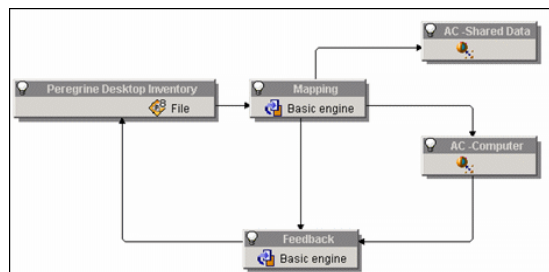 AC -Shared Data
Peregrine Desktop Inventory
File
Mapping
Basic engine
AC -Computer
Feedback
Basic engine